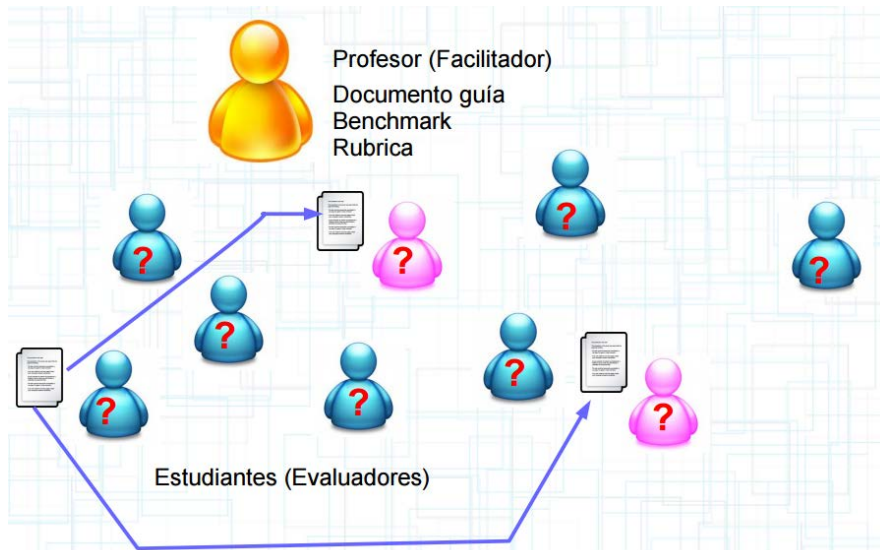 Profesor (Facilitador)
Documento guía
Benchmark
Rubrica
?
?
?
?
?
?
?
?
?
Estudiantes (Evaluadores)